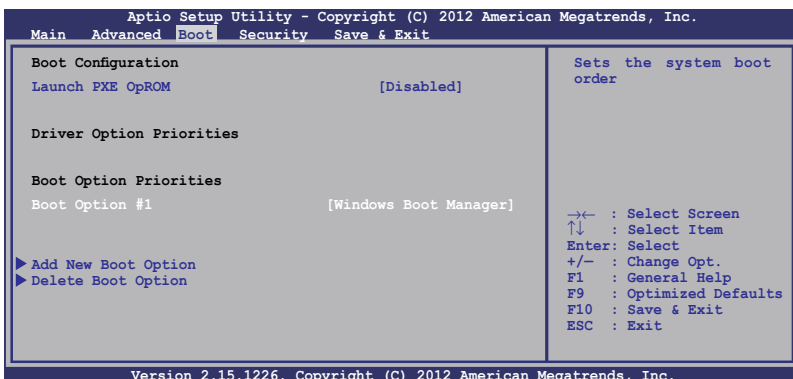 Aptio Setup Utility - Copyright (C) 2012 American Megatrends, Inc.
Main Advanced Boot Security Save & Exit
Boot Configuration
Launch PXE OpROM [Disabled]
Driver Option Priorities
Boot Option Priorities
Boot Option #1 [Windows Boot Manager]
Add New Boot Option
Delete Boot Option
Sets the system boot
order
→← : Select Screen
↑↓ : Select Item
Enter: Select
+/— : Change Opt.
F1 : General Help
F9 : Optimized Defaults
F10 : Save & Exit
ESC : Exit
Version 2.15.1226. Copyright (C) 2012 American Megatrends, Inc.